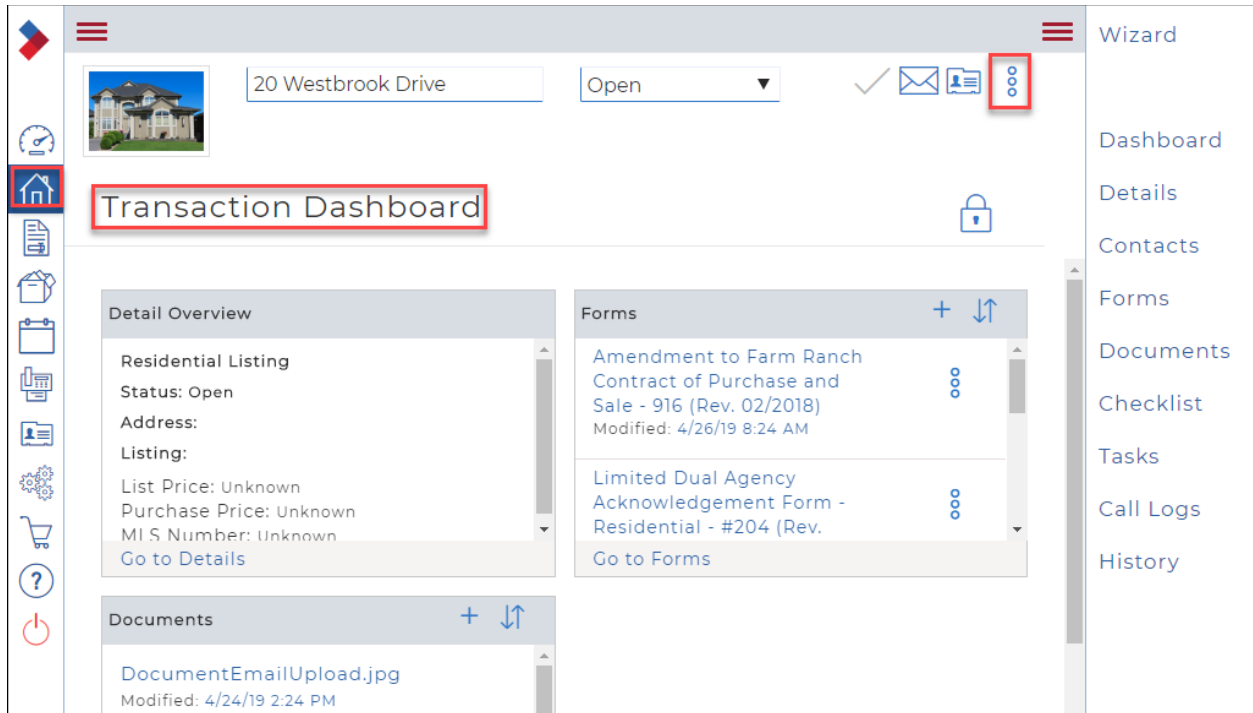 Wizard
20 Westbrook Drive
Open
Dashboard
Details
Transaction Dashboard
Contacts
Forms
Documents
Checklist
Tasks
Call Logs
History
Detail Overview
Residential Listing
Status: Open
Address:
Listing:
List Price: Unknown
Purchase Price: Unknown
MLS Number: Unknown
Go to Details
Forms
Amendment to Farm Ranch
Contract of Purchase and
Sale - 916 (Rev. 02/2018)
Modified: 4/26/19 8:24 AM
Limited Dual Agency
Acknowledgement Form -
Residential - #204 (Rev.
Go to Forms
Documents
DocumentEmailUpload.jpg
Modified: 4/24/19 2:24 PM